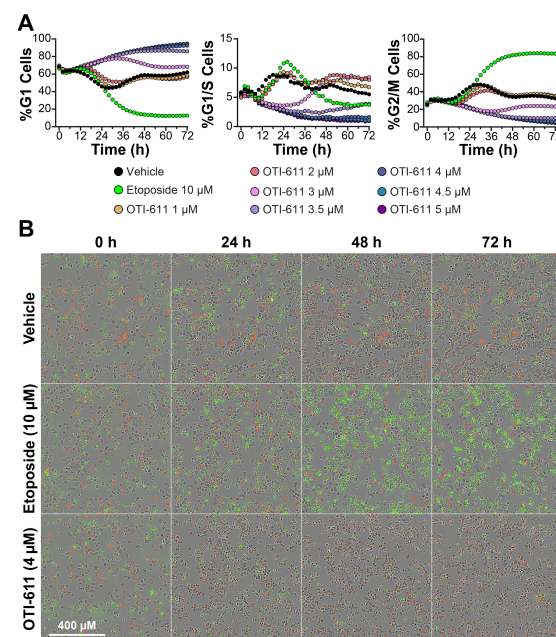 A
%G1 Cells
100
80
60
40
20
0
0 12 24 36 48 60 72
Time (h)
%G1/S Cells
15
10
5
0
0 12 24 36 48 60 72
Time (h)
%G2/M Cells
100
80
60
40
20
0
0 12 24 36 48 60 72
Time (h)
Vehicle
OTI-611 2 µM
OTI-611 4 µM
Etoposide 10 µM
OTI-611 3 µM
OTI-611 4.5 µM
OTI-611 1 µM
OTI-611 3.5 µM
OTI-611 5 µM
B
0 h 24 h 48 h 72 h
Vehicle
Etoposide (10 µM)
OTI-611 (4 µM)
400 µM